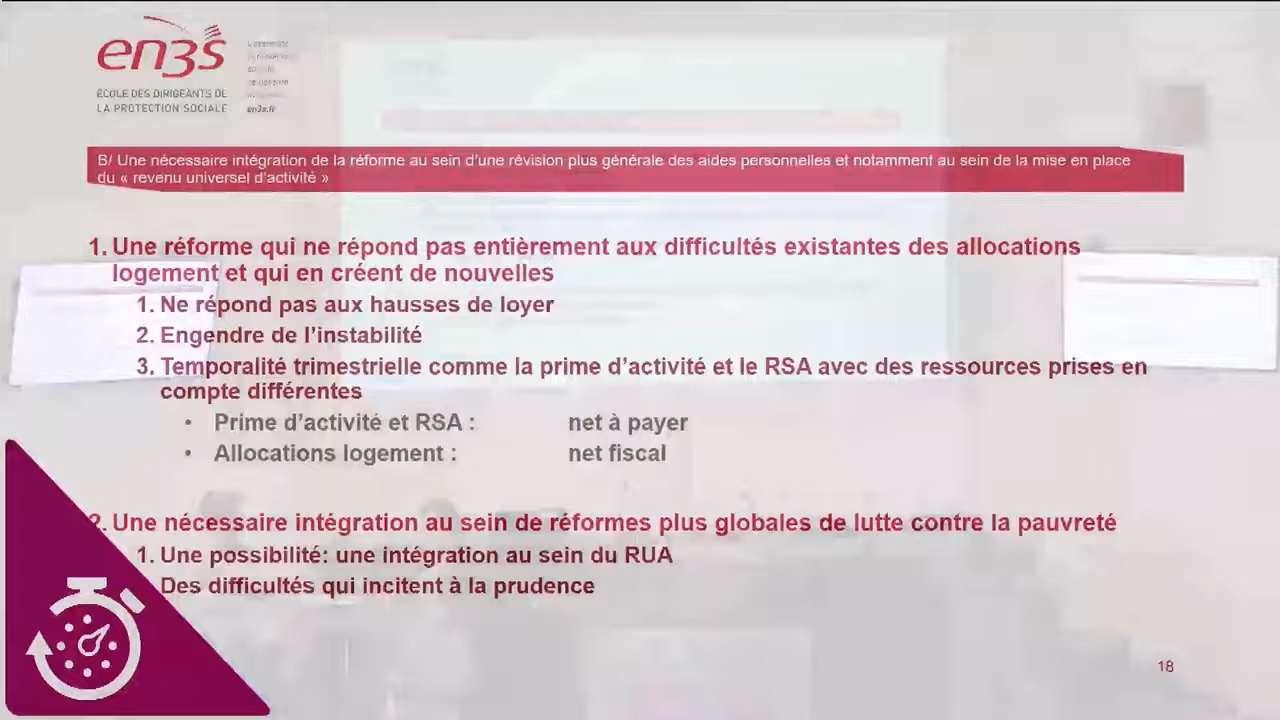 en3s
ÉCOLE DES DIRIGEANTS DE
LA PROTECTION SOCIALE
en3s.fr
B/ Une nécessaire intégration de la réforme au sein d'une révision plus générale des aides personnelles et notamment au sein de la mise en place
du « revenu universel d'activité »
1. Une réforme qui ne répond pas entièrement aux difficultés existantes des allocations
logement et qui en créent de nouvelles
1. Ne répond pas aux hausses de loyer
2. Engendre de l'instabilité
3. Temporalité trimestrielle comme la prime d'activité et le RSA avec des ressources prises en
compte différentes
• Prime d'activité et RSA : net à payer
• Allocations logement : net fiscal
2. Une nécessaire intégration au sein de réformes plus globales de lutte contre la pauvreté
1. Une possibilité: une intégration au sein du RUA
Des difficultés qui incitent à la prudence
18